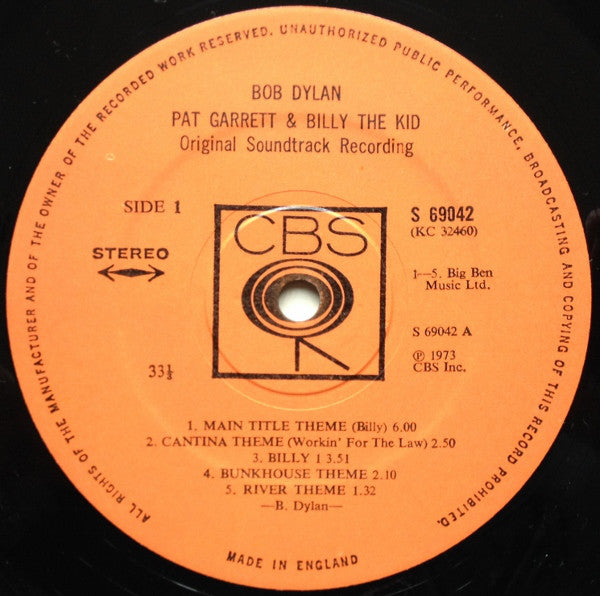 ALL RIGHTS OF THE MANUFACTURER AND OF THE OWNER OF THE RECORDED WORK RESERVED. UNAUTHORIZED PUBLIC PERFORMANCE, BROADCASTING AND COPYING OF THIS RECORD PROHIBITED.
BOB DYLAN
PAT GARRETT & BILLY THE KID
Original Soundtrack Recording
SIDE 1
STEREO
33⅓
CBS
S 69042
(KC 32460)
1—5. Big Ben
Music Ltd.
S 69042 A
℗ 1973
CBS Inc.
1. MAIN TITLE THEME (Billy) 6.00
2. CANTINA THEME (Workin' For The Law) 2.50
3. BILLY 1 3.51
4. BUNKHOUSE THEME 2.10
5. RIVER THEME 1.32
—B. Dylan—
MADE IN ENGLAND